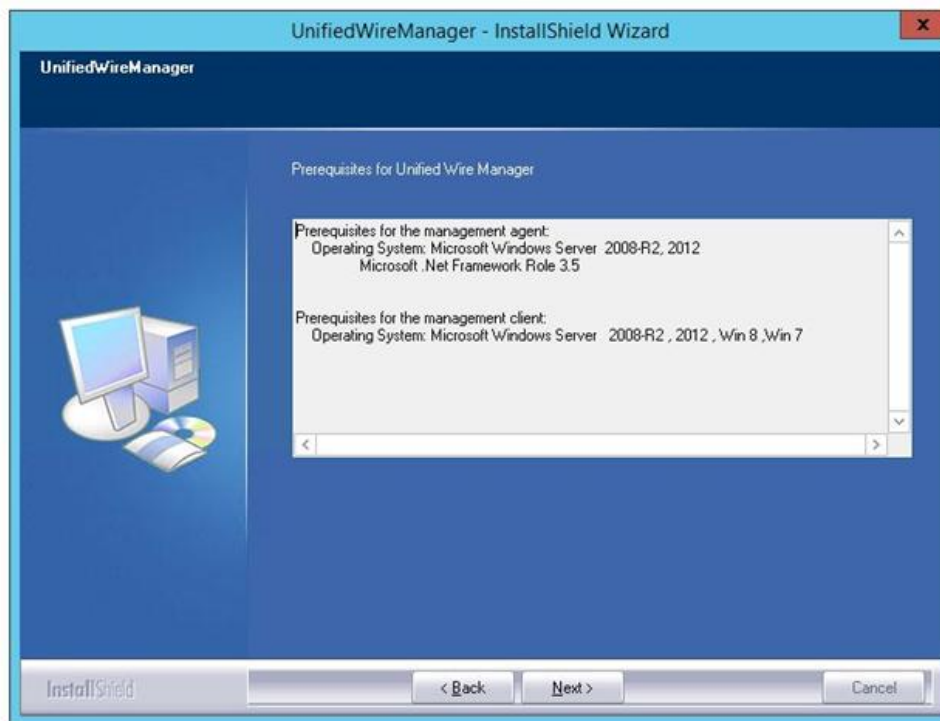 UnifiedWireManager - InstallShield Wizard
x
UnifiedWireManager
Prerequisites for Unified Wire Manager
Prerequisites for the management agent:
Operating System: Microsoft Windows Server 2008-R2, 2012
Microsoft .Net Framework Role 3.5
Prerequisites for the management client:
Operating System: Microsoft Windows Server 2008-R2 , 2012 , Win 8 ,Win 7
InstallShield
< Back
Next >
Cancel